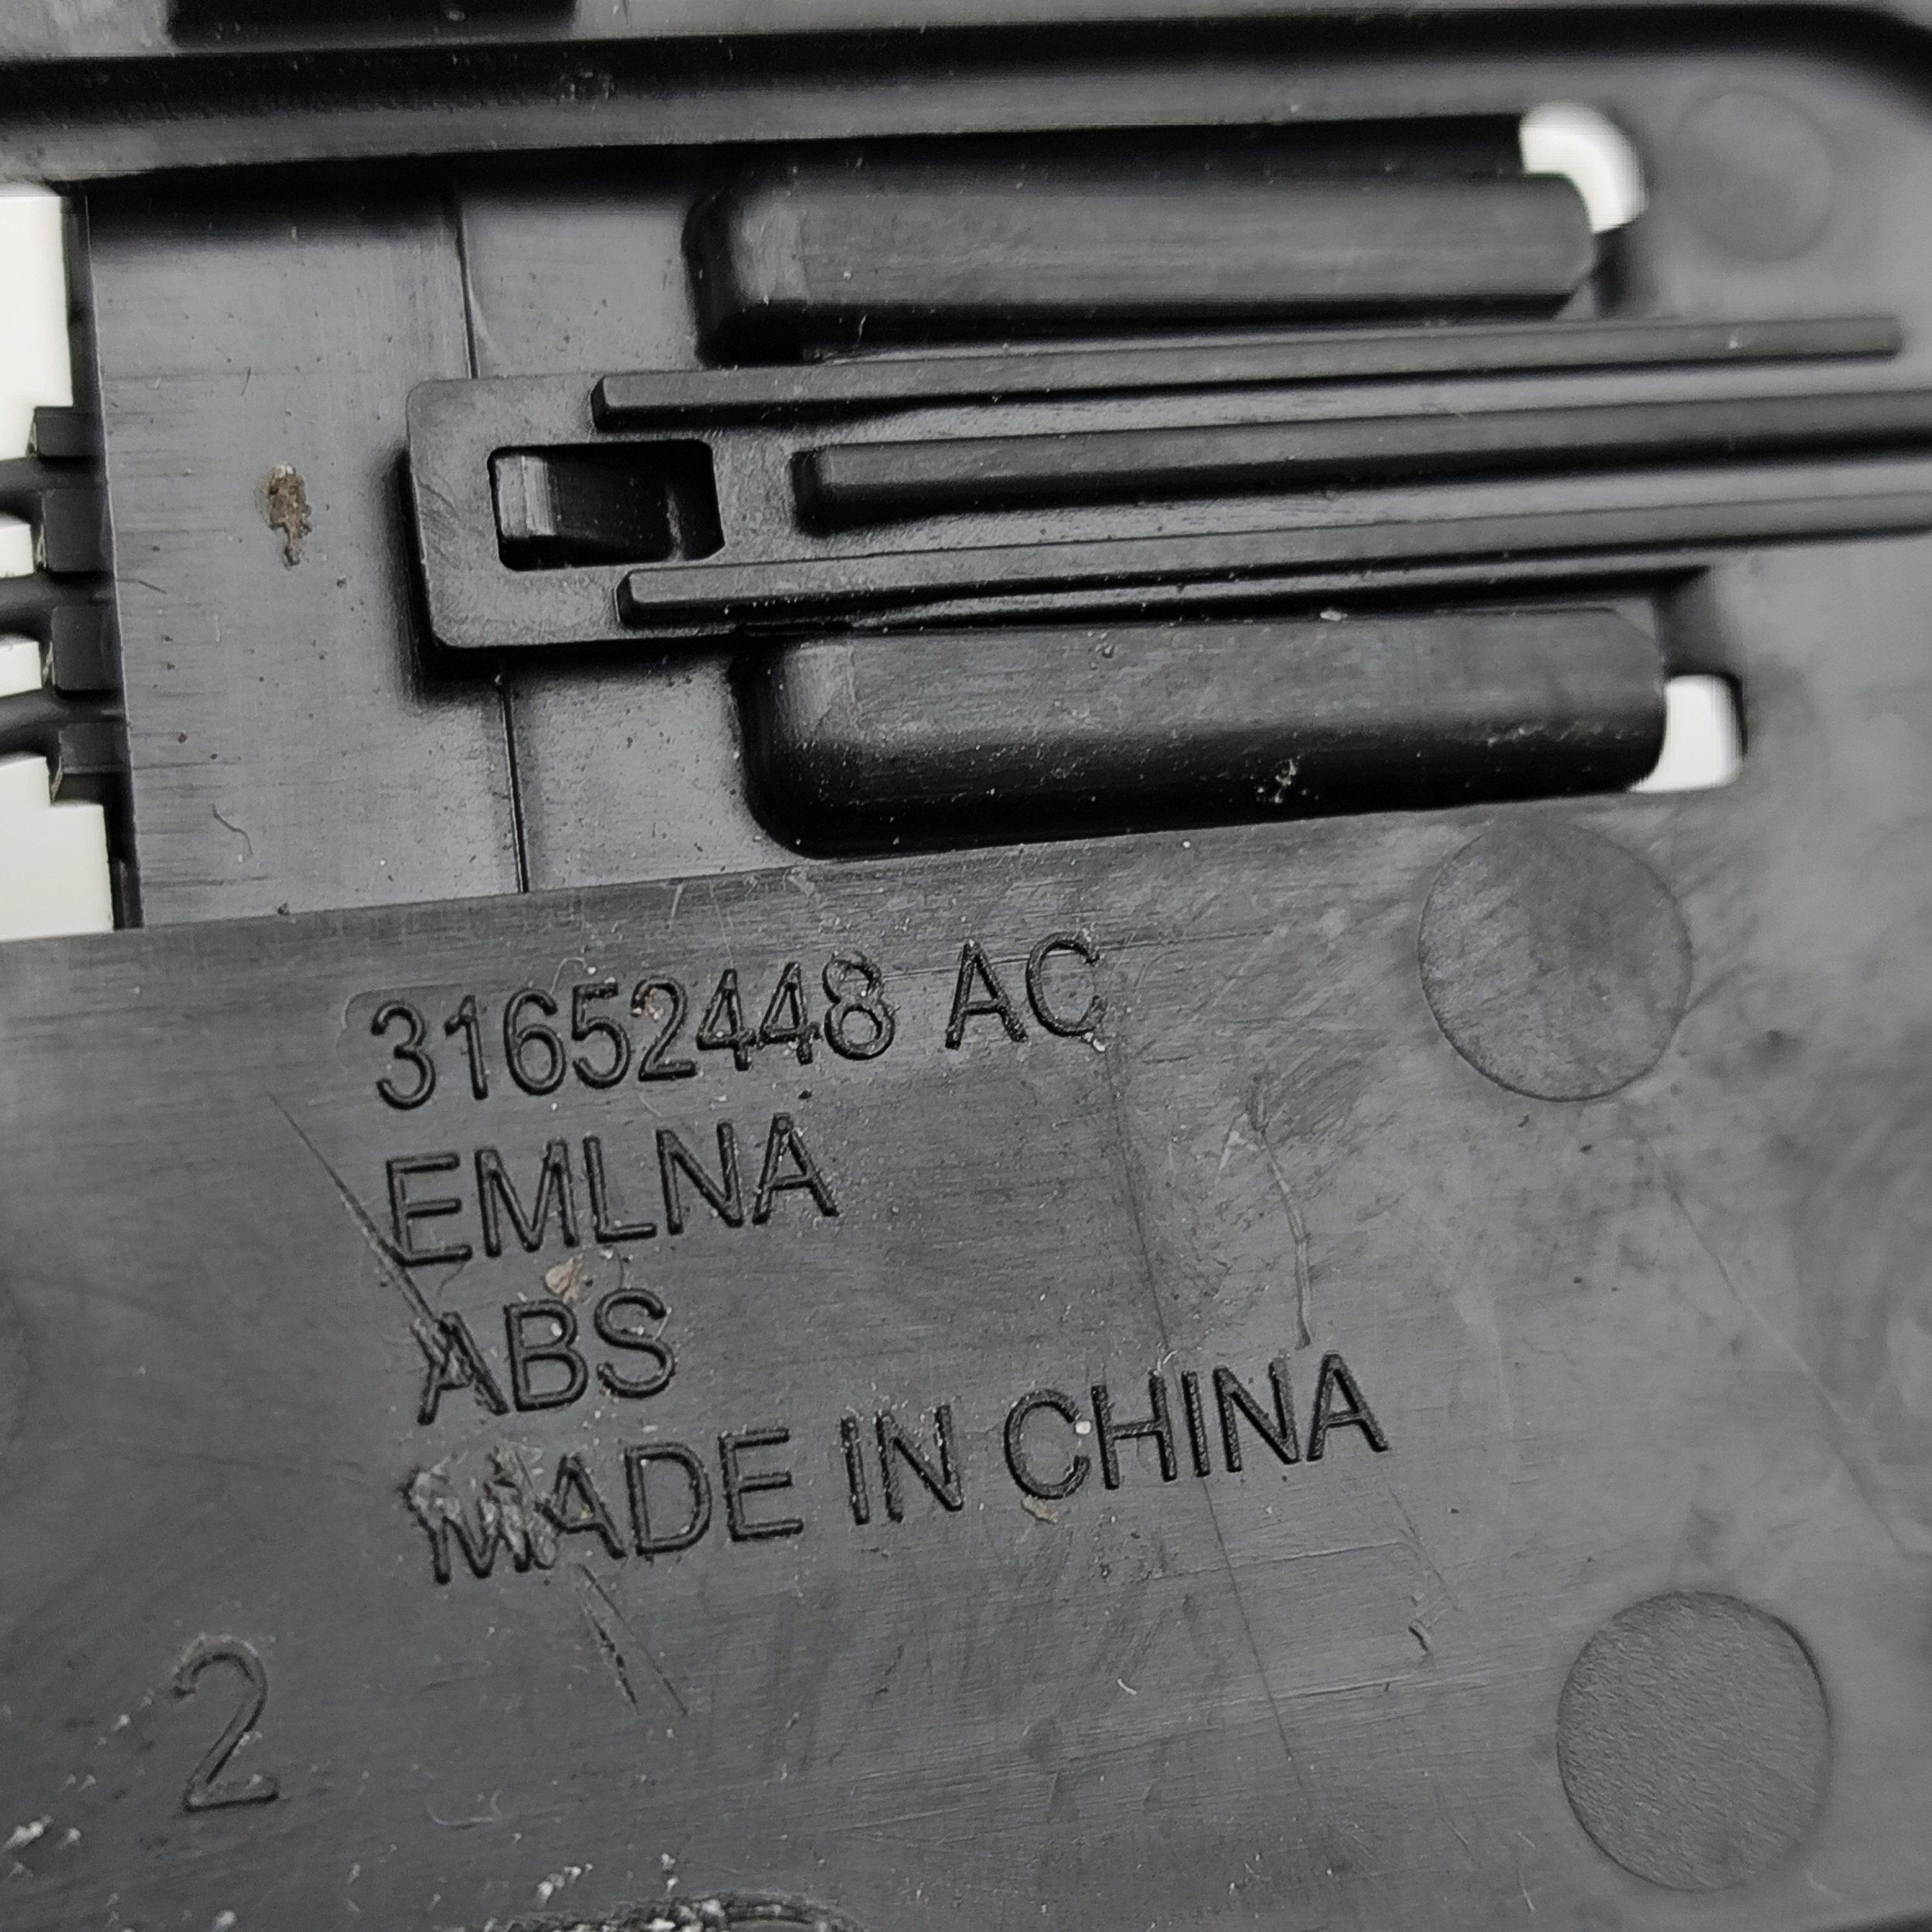 31652448 AC
EMLNA
ABS
MADE IN CHINA
2